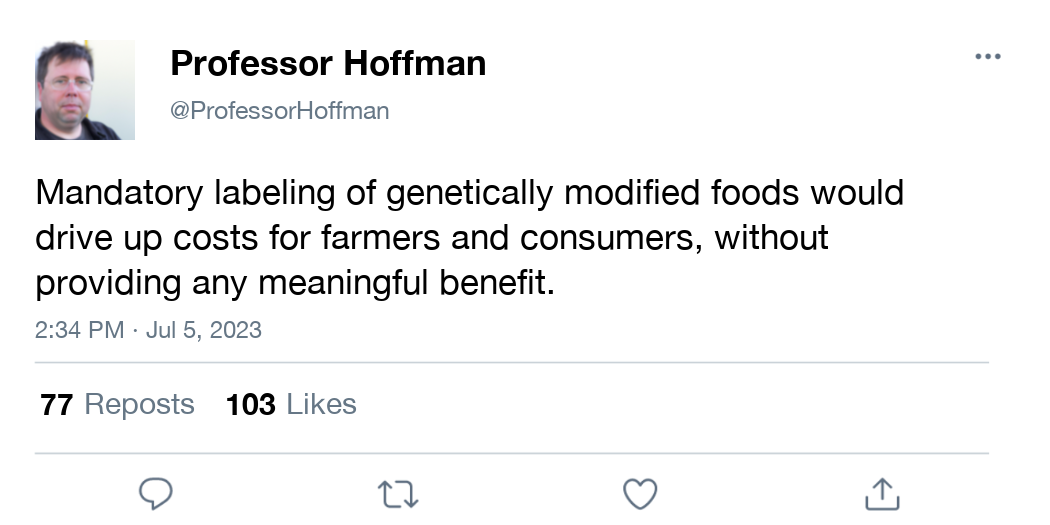 Professor Hoffman
@ProfessorHoffman
Mandatory labeling of genetically modified foods would
drive up costs for farmers and consumers, without
providing any meaningful benefit.
2:34 PM · Jul 5, 2023
77 Reposts 103 Likes